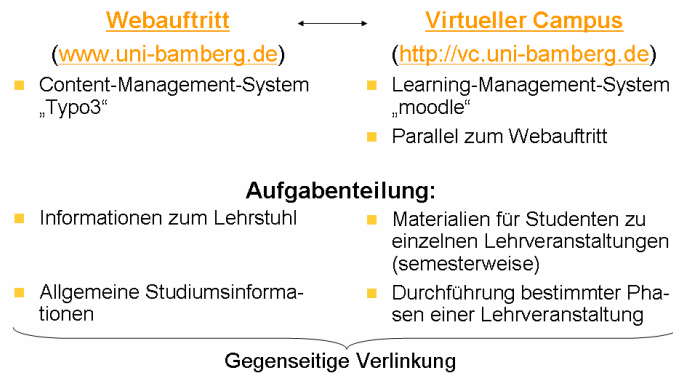 Webauftritt
(www.uni-bamberg.de)
Content-Management-System
„Typo3“
Virtueller Campus
(http://vc.uni-bamberg.de)
Learning-Management-System
„moodle“
Parallel zum Webauftritt
Aufgabenteilung:
Informationen zum Lehrstuhl
Allgemeine Studiumsinforma-
tionen
Materialien für Studenten zu
einzelnen Lehrveranstaltungen
(semesterweise)
Durchführung bestimmter Pha-
sen einer Lehrveranstaltung
Gegenseitige Verlinkung